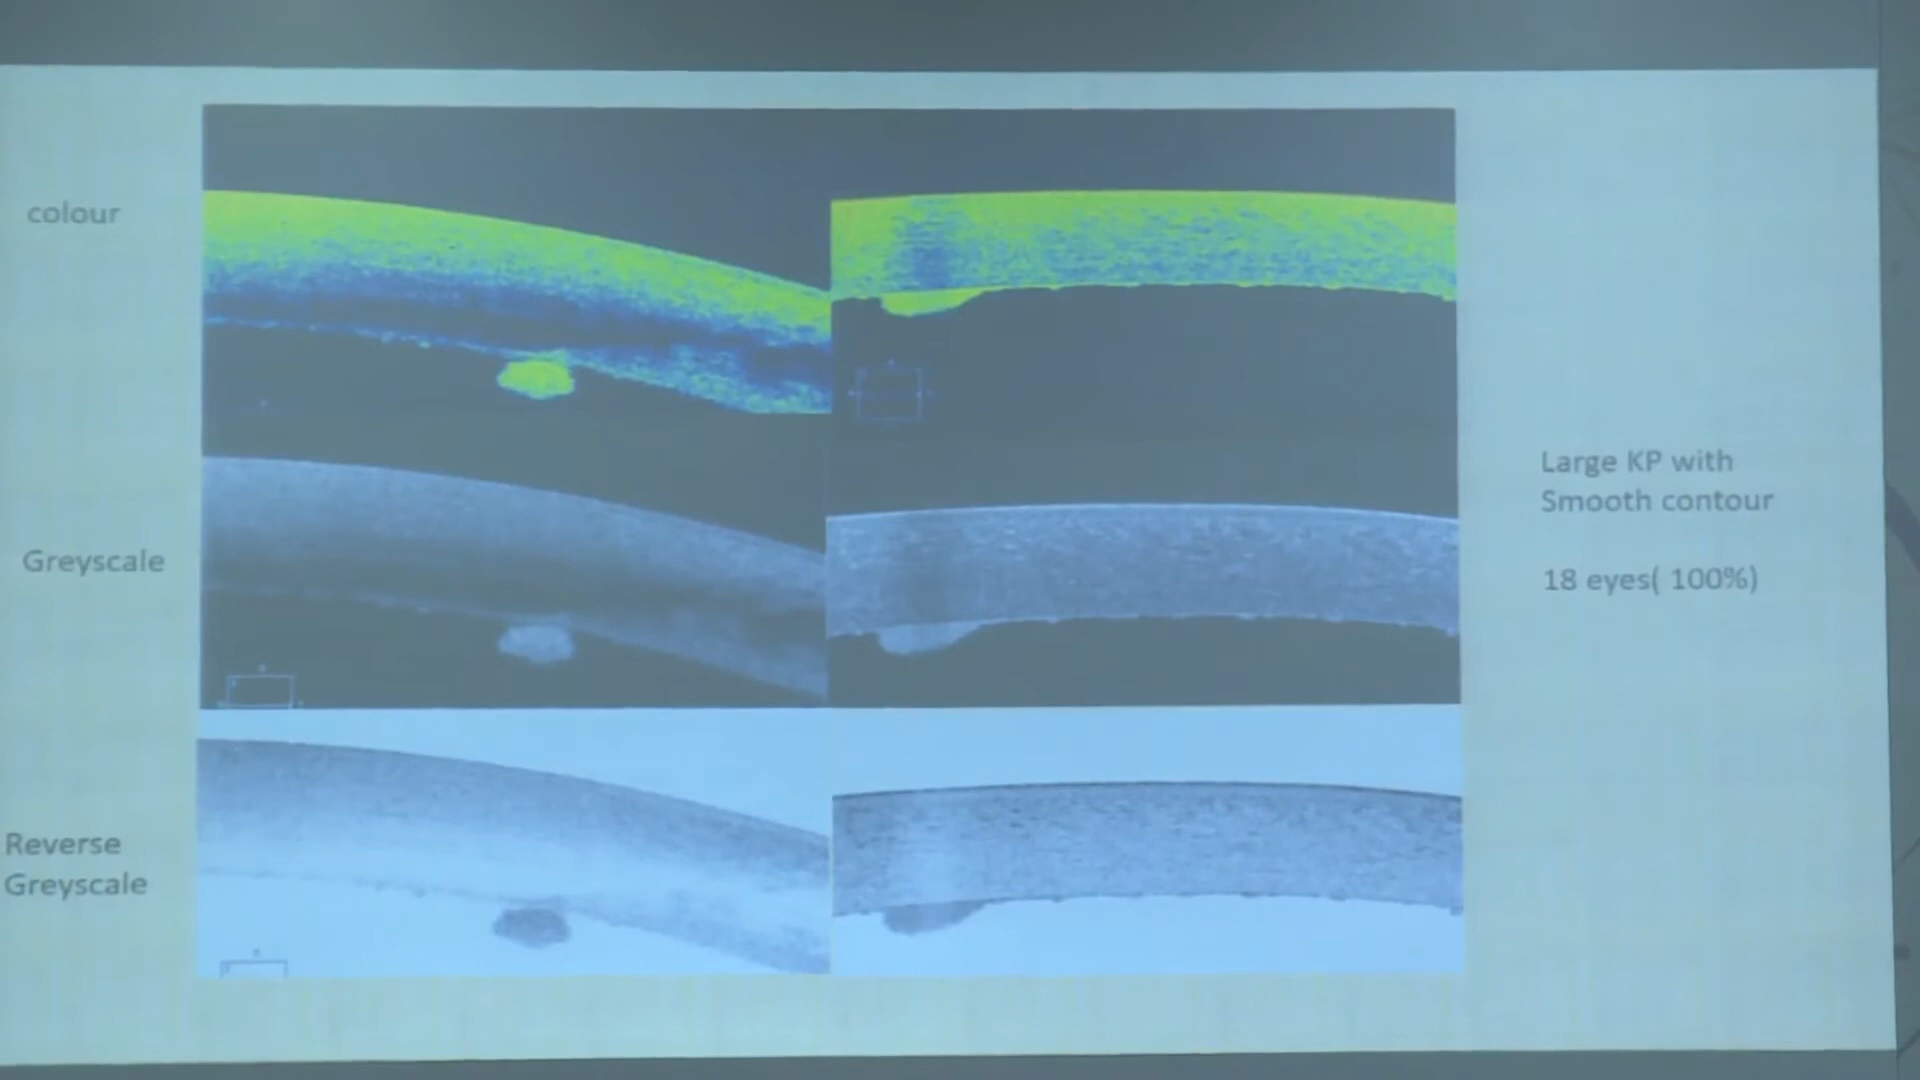 colour
Greyscale
Reverse
Greyscale
Large KP with
Smooth contour
18 eyes( 100%)